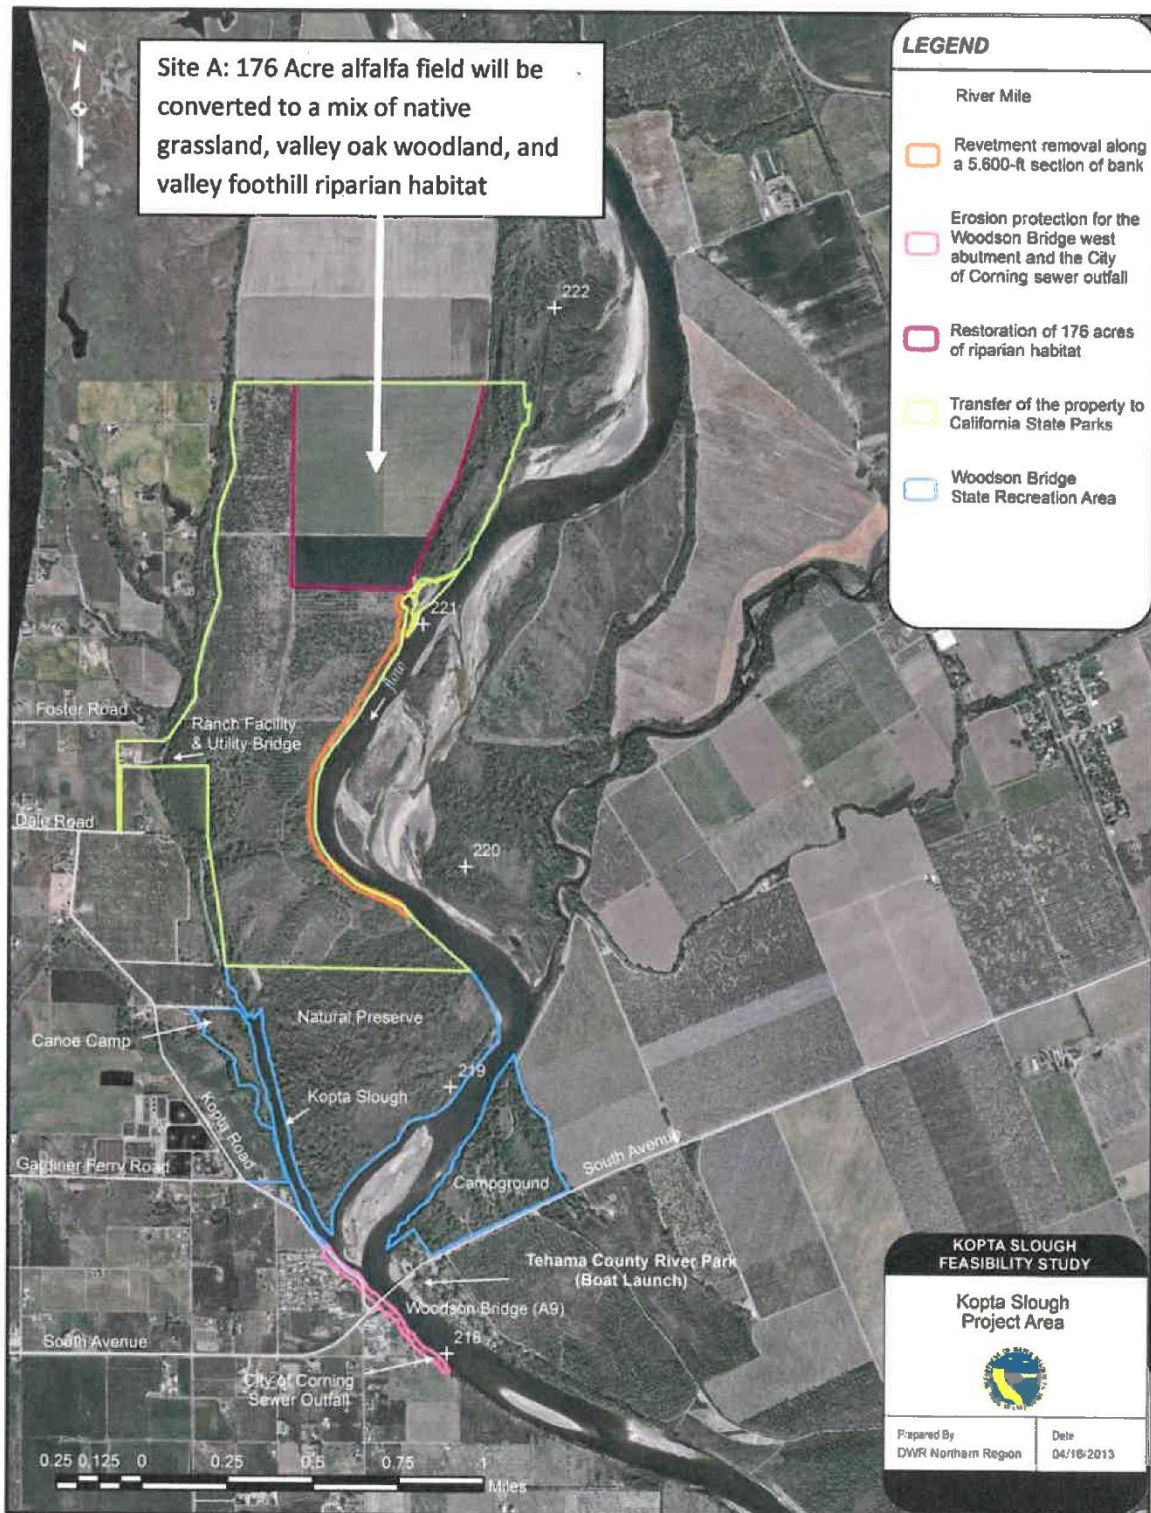 Site A: 176 Acre alfalfa field will be
converted to a mix of native
grassland, valley oak woodland, and
valley foothill riparian habitat
N
LEGEND
River Mile
Revetment removal along
a 5.600-ft section of bank
Erosion protection for the
Woodson Bridge west
abutment and the City
of Corning sewer outfall
Restoration of 176 acres
of riparian habitat
Transfer of the property to
California State Parks
Woodson Bridge
State Recreation Area
222
221
flow
Foster Road
Ranch Facility
& Utility Bridge
Dale Road
220
Natural Preserve
Canoe Camp
219
Kopta Slough
Kopta Road
South Avenue
Gardiner Ferry Road
Campground
Tehama County River Park
(Boat Launch)
Woodson Bridge (A9)
South Avenue
218
City of Corning
Sewer Outfall
0.25 0.125 0 0.25 0.5 0.75 1
Miles
KOPTA SLOUGH
FEASIBILITY STUDY
Kopta Slough
Project Area
Prepared By
DWR Northern Region
Date
04/16/2013